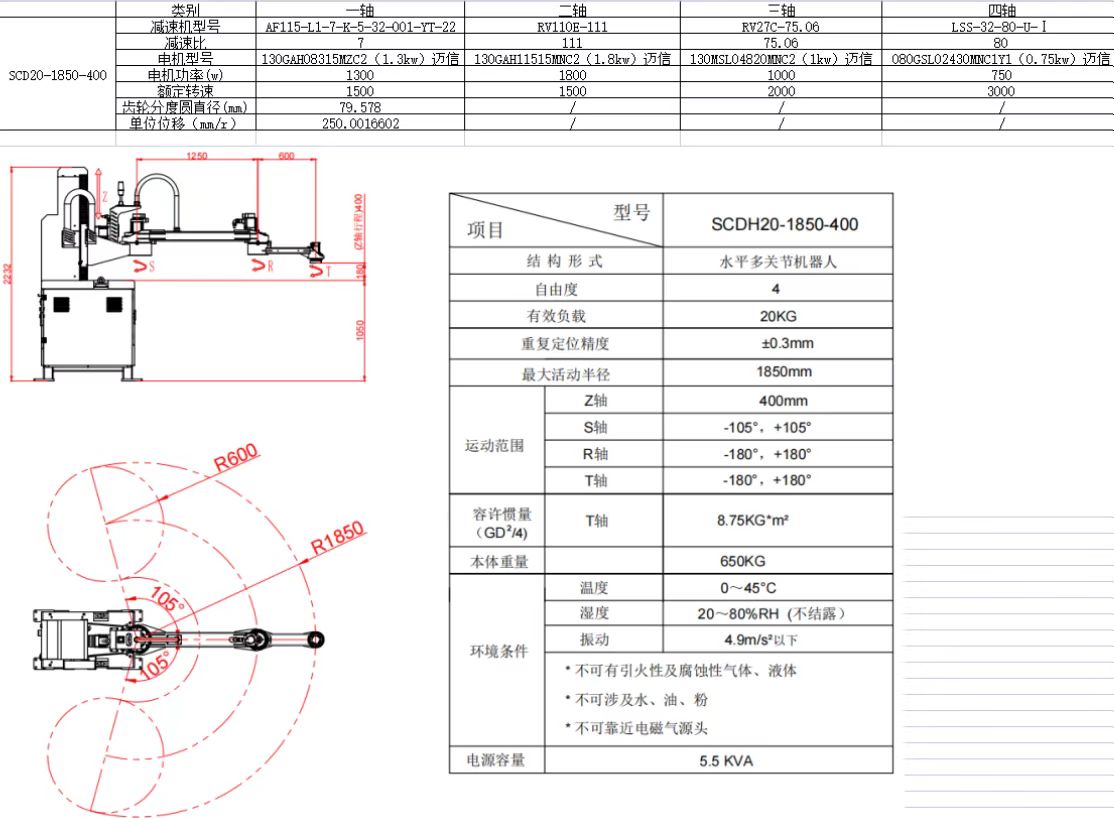 类别 一轴 二轴 三轴 四轴
减速机型号 AF115-L1-7-K-5-32-001-YT-22 RV110E-111 RV27C-75.06 LSS-32-80-U-Ⅰ
减速比 7 111 75.06 80
电机型号 130GAH08315MZC2（1.3kw）迈信 130GAH11515MNC2（1.8kw）迈信 130MSL04820MNC2（1kw）迈信 080GSL02430MNC1Y1（0.75kw）迈信
SCD20-1850-400
电机功率(w) 1300 1800 1000 750
额定转速 1500 1500 2000 3000
齿轮分度圆直径(mm) 79.578 / / /
单位位移（mm/r） 250.0016602 / / /
1250 600
Z
(Z轴行程)400
S R T
180
2232
1050
R600
R1850
105°
105°
型号
项目
SCDH20-1850-400
结构形式 水平多关节机器人
自由度 4
有效负载 20KG
重复定位精度 ±0.3mm
最大活动半径 1850mm
运动范围
Z轴 400mm
S轴 -105°，+105°
R轴 -180°，+180°
T轴 -180°，+180°
容许惯量
（GD²/4)
T轴 8.75KG*m²
本体重量 650KG
环境条件
温度 0～45°C
湿度 20～80%RH (不结露）
振动 4.9m/s²以下
* 不可有引火性及腐蚀性气体、液体
* 不可涉及水、油、粉
* 不可靠近电磁气源头
电源容量 5.5 KVA